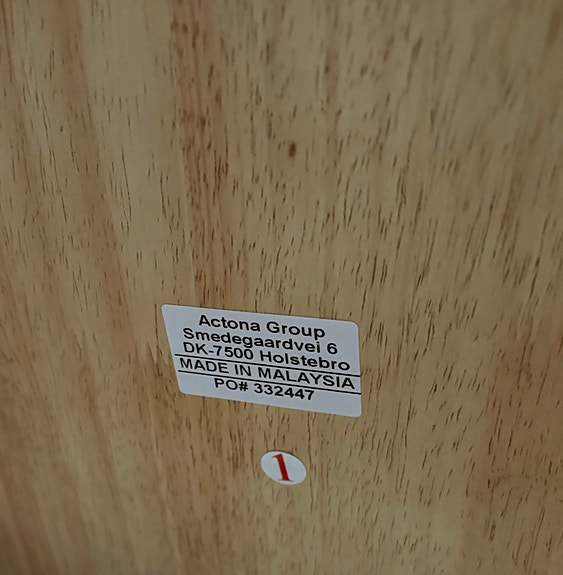 Actona Group
Smedegaardvei 6
DK-7500 Holstebro
MADE IN MALAYSIA
PO# 332447
1